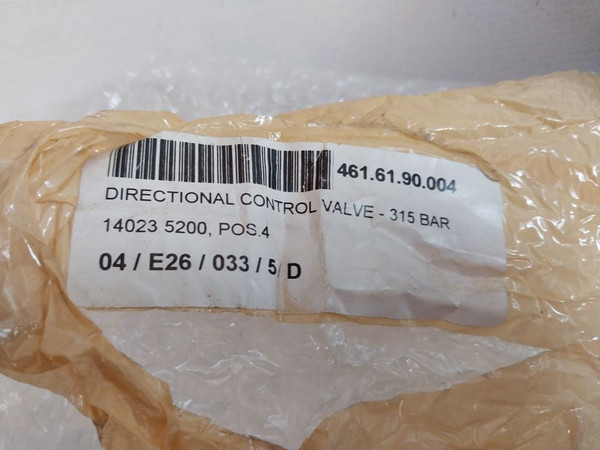 461.61.90.004
DIRECTIONAL CONTROL VALVE - 315 BAR
14023 5200, POS.4
04 / E26 / 033 / 5/ D